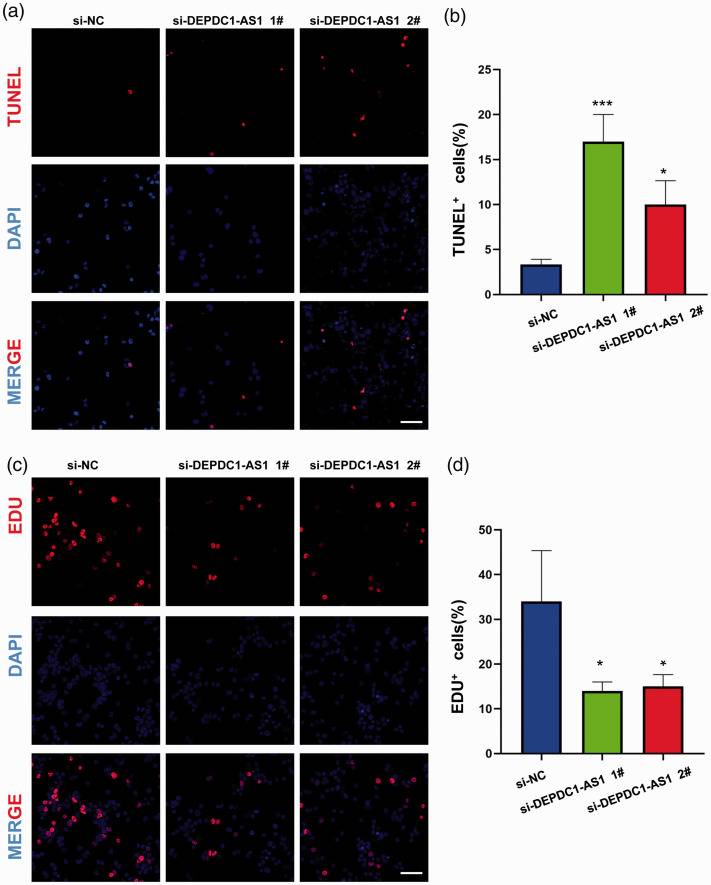 (a)
si-NC si-DEPDC1-AS1 1# si-DEPDC1-AS1 2#
TUNEL
DAPI
MERGE
(b)
TUNEL+ cells(%)
25
20
15
10
5
0
***
*
si-NC
si-DEPDC1-AS1 1#
si-DEPDC1-AS1 2#
(c)
si-NC si-DEPDC1-AS1 1# si-DEPDC1-AS1 2#
EDU
DAPI
MERGE
(d)
EDU+ cells(%)
50
40
30
20
10
0
*
*
si-NC
si-DEPDC1-AS1 1#
si-DEPDC1-AS1 2#